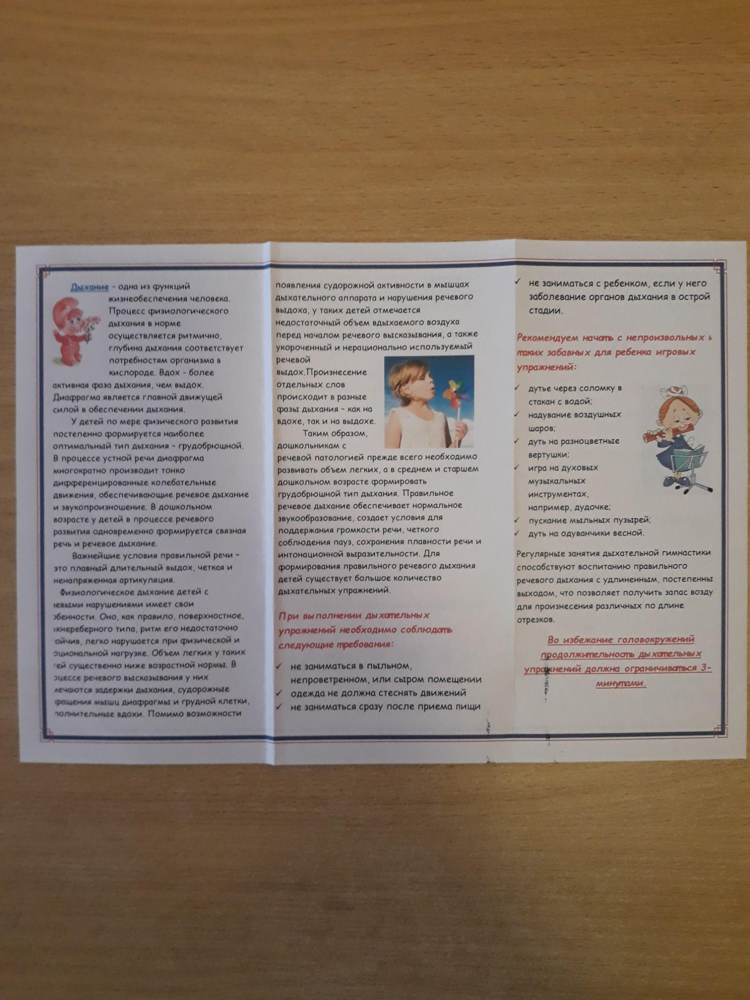 Дыхание - одна из функций
жизнеобеспечения человека.
Процесс физиологического
дыхания в норме
осуществляется ритмично,
глубина дыхания соответствует
потребностям организма в
кислороде. Вдох - более
активная фаза дыхания, чем выдох.
Диафрагма является главной движущей
силой в обеспечении дыхания.
У детей по мере физического развития
постепенно формируется наиболее
оптимальный тип дыхания - грудобрюшной.
В процессе устной речи диафрагма
многократно производит тонко
дифференцированные колебательные
движения, обеспечивающие речевое дыхание
и звукопроизношение. В дошкольном
возрасте у детей в процессе речевого
развития одновременно формируется связная
речь и речевое дыхание.
Важнейшие условия правильной речи -
это плавный длительный выдох, четкая и
ненапряженная артикуляция.
Физиологическое дыхание детей с
евыми нарушениями имеет свои
бенности. Оно, как правило, поверхностное,
хнереберного типа, ритм его недостаточно
ойчив, легко нарушается при физической и
оциональной нагрузке. Объем легких у таких
ей существенно ниже возрастной нормы. В
оцессе речевого высказывания у них
мечаются задержки дыхания, судорожные
кращения мышц диафрагмы и грудной клетки,
полнительные вдохи. Помимо возможности
появления судорожной активности в мышцах
дыхательного аппарата и нарушения речевого
выдоха, у таких детей отмечается
недостаточный объем вдыхаемого воздуха
перед началом речевого высказывания, а также
укороченный и нерационально используемый
речевой
выдох.Произнесение
отдельных слов
происходит в разные
фазы дыхания - как на
вдохе, так и на выдохе.
Таким образом,
дошкольникам с
речевой патологией прежде всего необходимо
развивать объем легких, а в среднем и старшем
дошкольном возрасте формировать
грудобрюшной тип дыхания. Правильное
речевое дыхание обеспечивает нормальное
звукообразование, создает условия для
поддержания громкости речи, четкого
соблюдения пауз, сохранения плавности речи и
интонационной выразительности. Для
формирования правильного речевого дыхания
детей существует большое количество
дыхательных упражнений.
При выполнении дыхательных
упражнений необходимо соблюдать
следующие требования:
✓ не заниматься в пыльном,
непроветренном, или сыром помещении
✓ одежда не должна стеснять движений
✓ не заниматься сразу после приема пищи
✓ не заниматься с ребенком, если у него
заболевание органов дыхания в острой
стадии.
Рекомендуем начать с непроизвольных и
таких забавных для ребенка игровых
упражнений:
✓ дутье через соломку в
стакан с водой;
✓ надувание воздушных
шаров;
✓ дуть на разноцветные
вертушки;
✓ игра на духовых
музыкальных
инструментах,
например, дудочке;
✓ пускание мыльных пузырей;
✓ дуть на одуванчики весной.
Регулярные занятия дыхательной гимнастики
способствуют воспитанию правильного
речевого дыхания с удлиненным, постепенны
выходом, что позволяет получить запас возду
для произнесения различных по длине
отрезков.
Во избежание головокружений
продолжительность дыхательных
упражнений должна ограничиваться 3-
минутами.